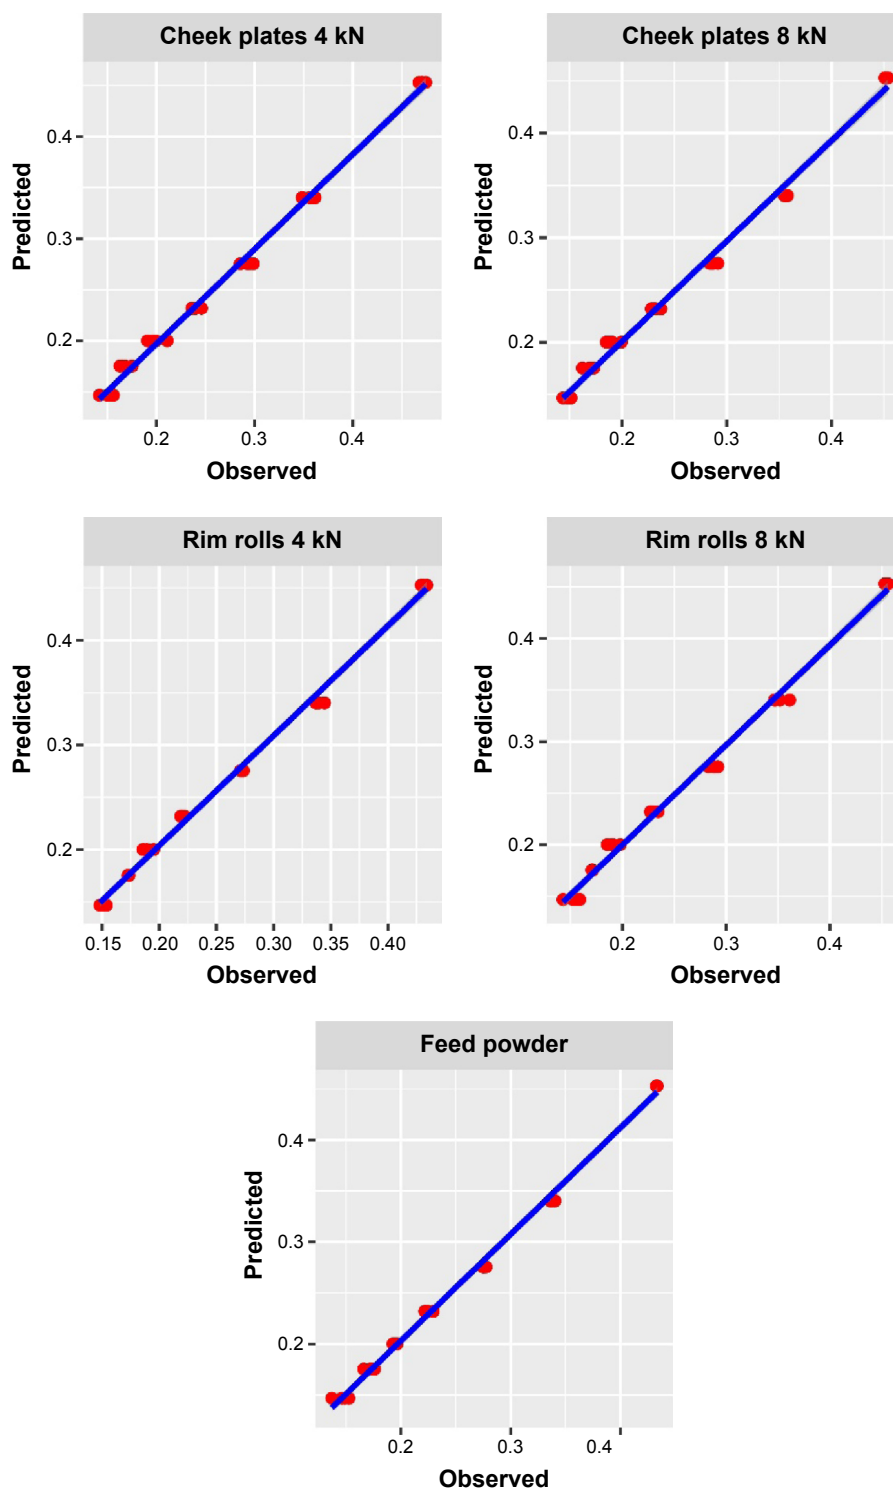 Cheek plates 4 kN
Cheek plates 8 kN
Predicted
0.4
0.3
0.2
0.2 0.3 0.4
Observed
Predicted
0.4
0.3
0.2
0.2 0.3 0.4
Observed
Rim rolls 4 kN
Rim rolls 8 kN
Predicted
0.4
0.3
0.2
0.15 0.20 0.25 0.30 0.35 0.40
Observed
Predicted
0.4
0.3
0.2
0.2 0.3 0.4
Observed
Feed powder
Predicted
0.4
0.3
0.2
0.2 0.3 0.4
Observed